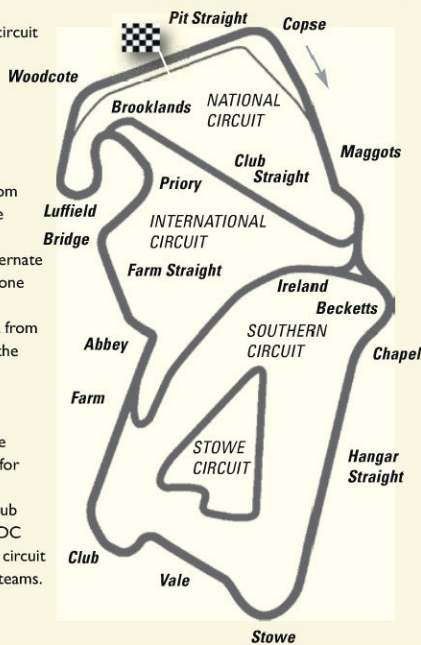 circuit
om
e
ernate
one
from
the
e
for
ub
DC
circuit
teams.
Pit Straight
Copse
Woodcote
Brooklands
NATIONAL
CIRCUIT
Maggots
Club
Straight
Priory
Luffield
Bridge
INTERNATIONAL
CIRCUIT
Farm Straight
Ireland
Becketts
Abbey
SOUTHERN
CIRCUIT
Chapel
Farm
STOWE
CIRCUIT
Hangar
Straight
Club
Vale
Stowe